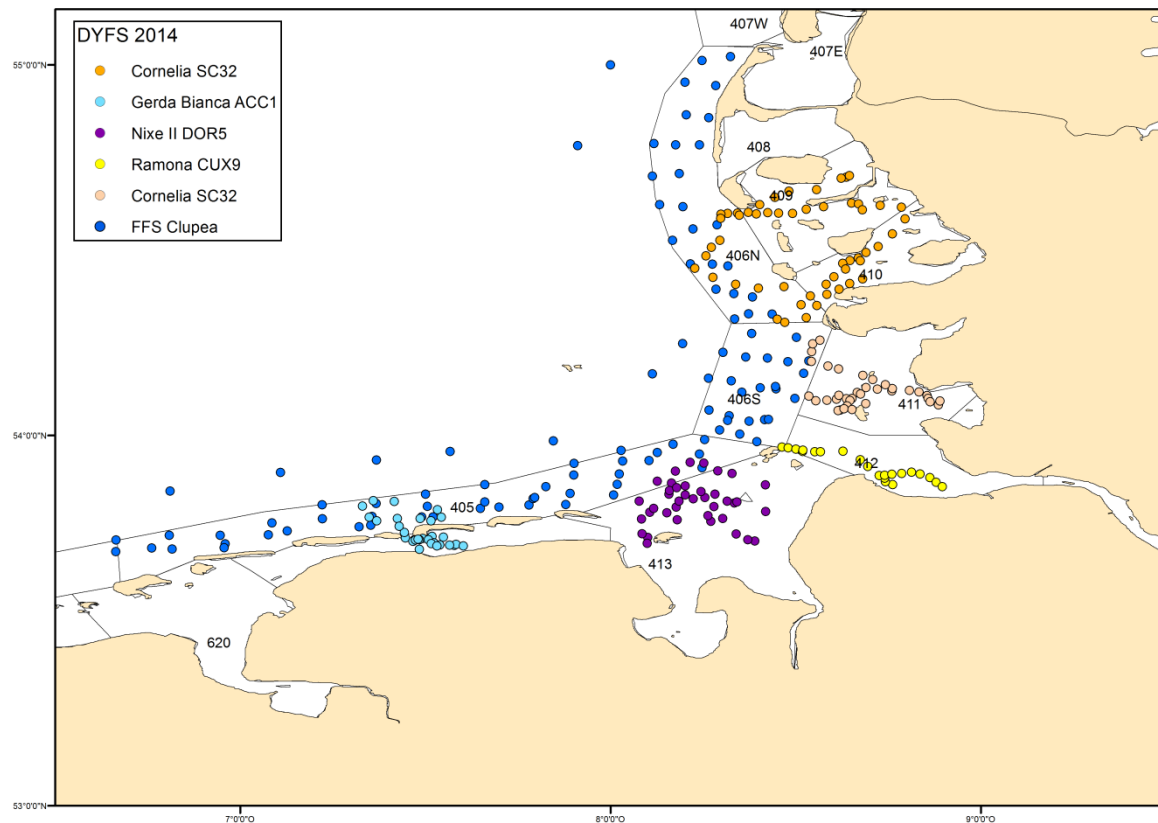 407W
DYFS 2014
407E
55°0'0"N
Cornelia SC32
Gerda Bianca ACC1
Nixe II DOR5
408
Ramona CUX9
Cornelia SC32
409
FFS Clupea
406N
410
406S
411
54°0'0"N
412
405
413
620
53°0'0"N
7°0'0"O
8°0'0"O
9°0'0"O